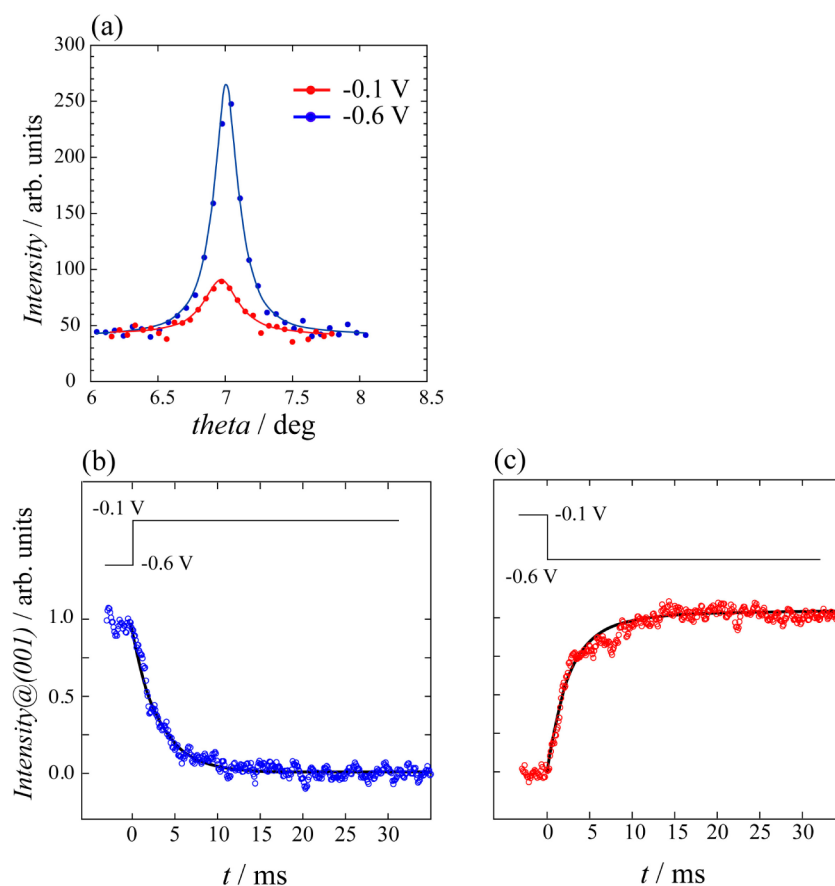 (a)
300
250
200
150
100
50
0
Intensity / arb. units
-0.1 V
-0.6 V
6 6.5 7 7.5 8 8.5
theta / deg
(b)
-0.1 V
-0.6 V
1.0
0.5
0.0
Intensity@(001) / arb. units
0 5 10 15 20 25 30
t / ms
(c)
-0.1 V
-0.6 V
0 5 10 15 20 25 30
t / ms